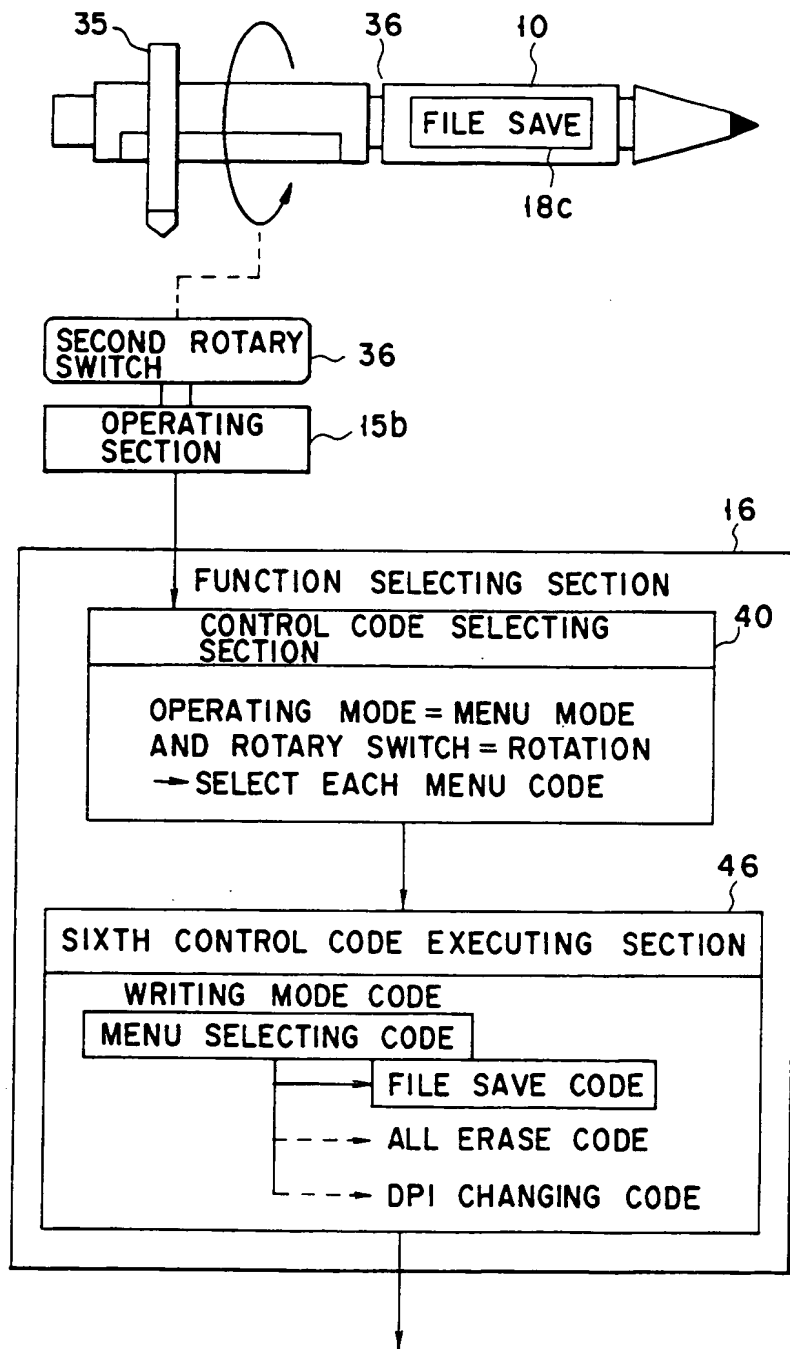 35
36
10
FILE SAVE
18c
SECOND ROTARY
SWITCH
36
OPERATING
SECTION
15b
16
FUNCTION SELECTING SECTION
CONTROL CODE SELECTING
SECTION
40
OPERATING MODE = MENU MODE
AND ROTARY SWITCH = ROTATION
→ SELECT EACH MENU CODE
46
SIXTH CONTROL CODE EXECUTING SECTION
WRITING MODE CODE
MENU SELECTING CODE
FILE SAVE CODE
ALL ERASE CODE
DPI CHANGING CODE